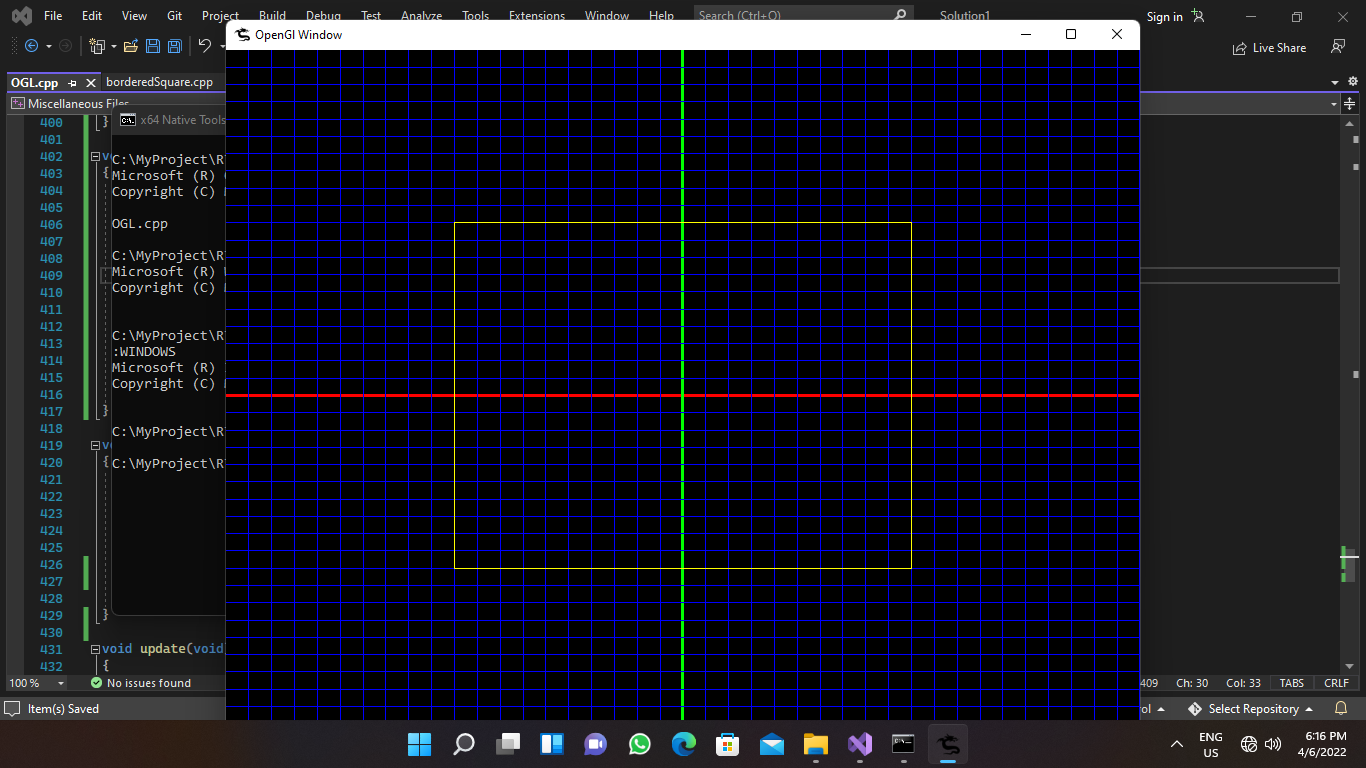 File Edit View Git Project Build Debug Test Analyze Tools Extensions Window Help Search (Ctrl+Q) Solution1 Sign in
OpenGl Window
Live Share
OGL.cpp borderedSquare.cpp
Miscellaneous Files
x64 Native Tools
400 }
401
402
403 {
404
405
406
407
408
409
410
411
412
413
414
415
416
417 }
418
419
420 {
421
422
423
424
425
426
427
428
429 }
430
431 void update(void
432 {
C:\MyProject\R
Microsoft (R)
Copyright (C)
OGL.cpp
C:\MyProject\R
Microsoft (R)
Copyright (C)
C:\MyProject\R
:WINDOWS
Microsoft (R)
Copyright (C)
C:\MyProject\R
C:\MyProject\R
100 % No issues found 409 Ch: 30 Col: 33 TABS CRLF
Item(s) Saved ol Select Repository
ENG
US
6:16 PM
4/6/2022